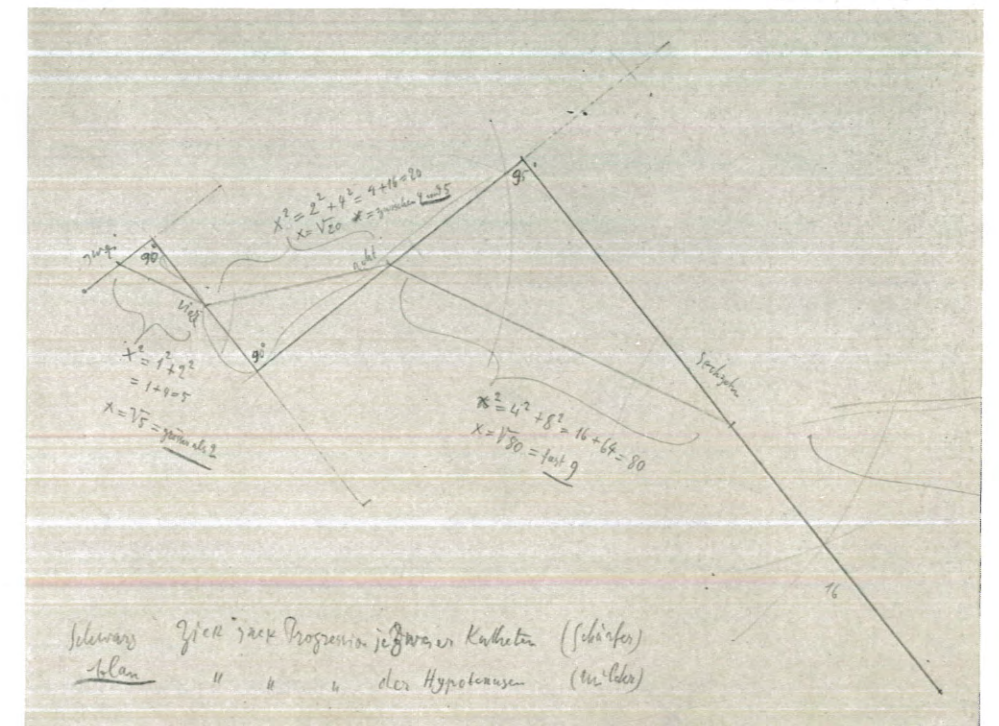 x² = 2² + 4² = 4+16=20
x = √20 x = zwischen 4 und 5
90°
90°
zwei
acht
vier
90°
x² = 1² + 2²
= 1+4=5
x = √5 = größer als 2
Sechzehn
x² = 4² + 8² = 16 + 64 = 80
x = √80 = fast 9
16
Schwarz Zick zack Progression je zweier Katheten (schärfer)
blau " " " der Hypotenusen (milder)